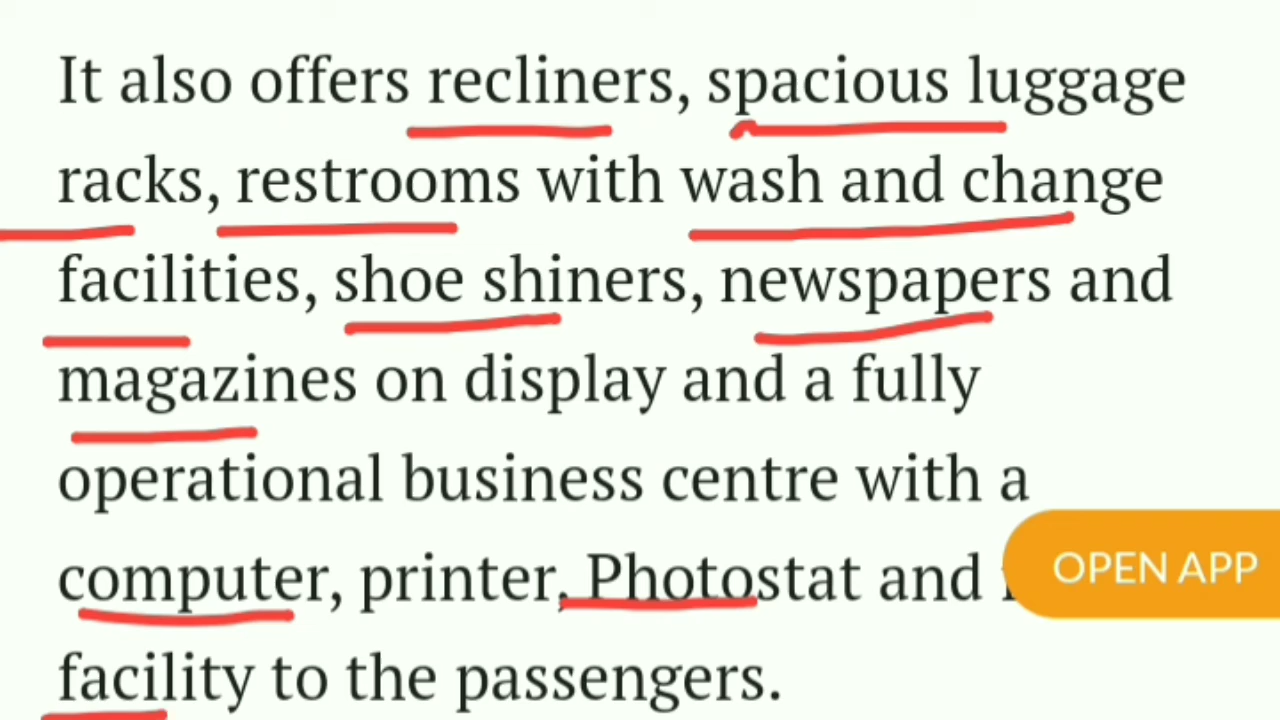 It also offers recliners, spacious luggage
racks, restrooms with wash and change
facilities, shoe shiners, newspapers and
magazines on display and a fully
operational business centre with a
computer, printer, Photostat and
OPEN APP
facility to the passengers.